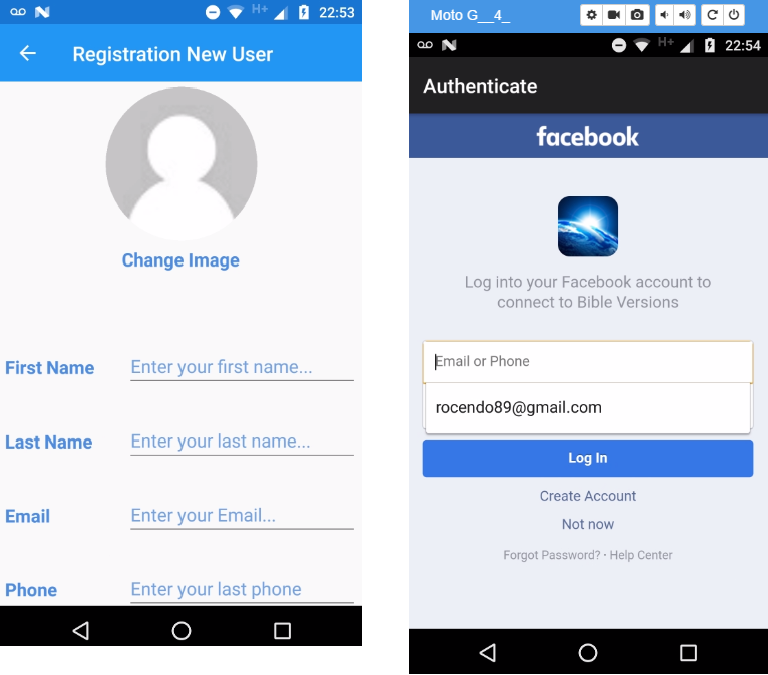 22:53
Registration New User
Change Image
First Name
Enter your first name...
Last Name
Enter your last name...
Email
Enter your Email...
Phone
Enter your last phone
Moto G__4_
H+
22:54
Authenticate
facebook
Log into your Facebook account to
connect to Bible Versions
Email or Phone
rocendo89@gmail.com
Log In
Create Account
Not now
Forgot Password? · Help Center